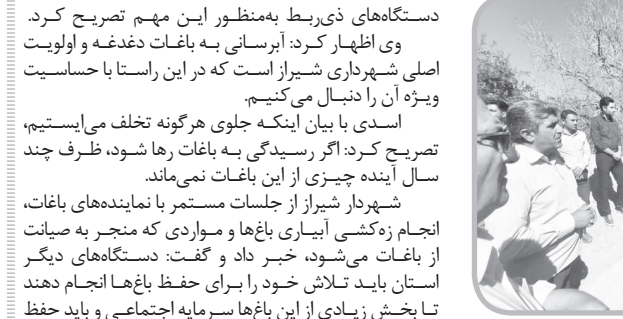 دستگاه‌های ذی‌ربط به‌منظور این مهم تصریح کرد.
وی اظهار کرد: آبرسانی به باغات دغدغه و اولویت
اصلی شهرداری شیراز است که در این راستا با حساسیت
ویژه آن را دنبال می‌کنیم.
اسدی با بیان اینکه جلوی هرگونه تخلف می‌ایستیم،
تصریح کرد: اگر رسیدگی به باغات رها شود، ظرف چند
سال آینده چیزی از این باغات نمی‌ماند.
شهردار شیراز از جلسات مستمر با نماینده‌های باغات،
انجام زه‌کشی آبیاری باغ‌ها و مواردی که منجر به صیانت
از باغات می‌شود، خبر داد و گفت: دستگاه‌های دیگر
استان باید تلاش خود را برای حفظ باغ‌ها انجام دهند
تا بخش زیادی از این باغ‌ها سرمایه اجتماعی و باید حفظ